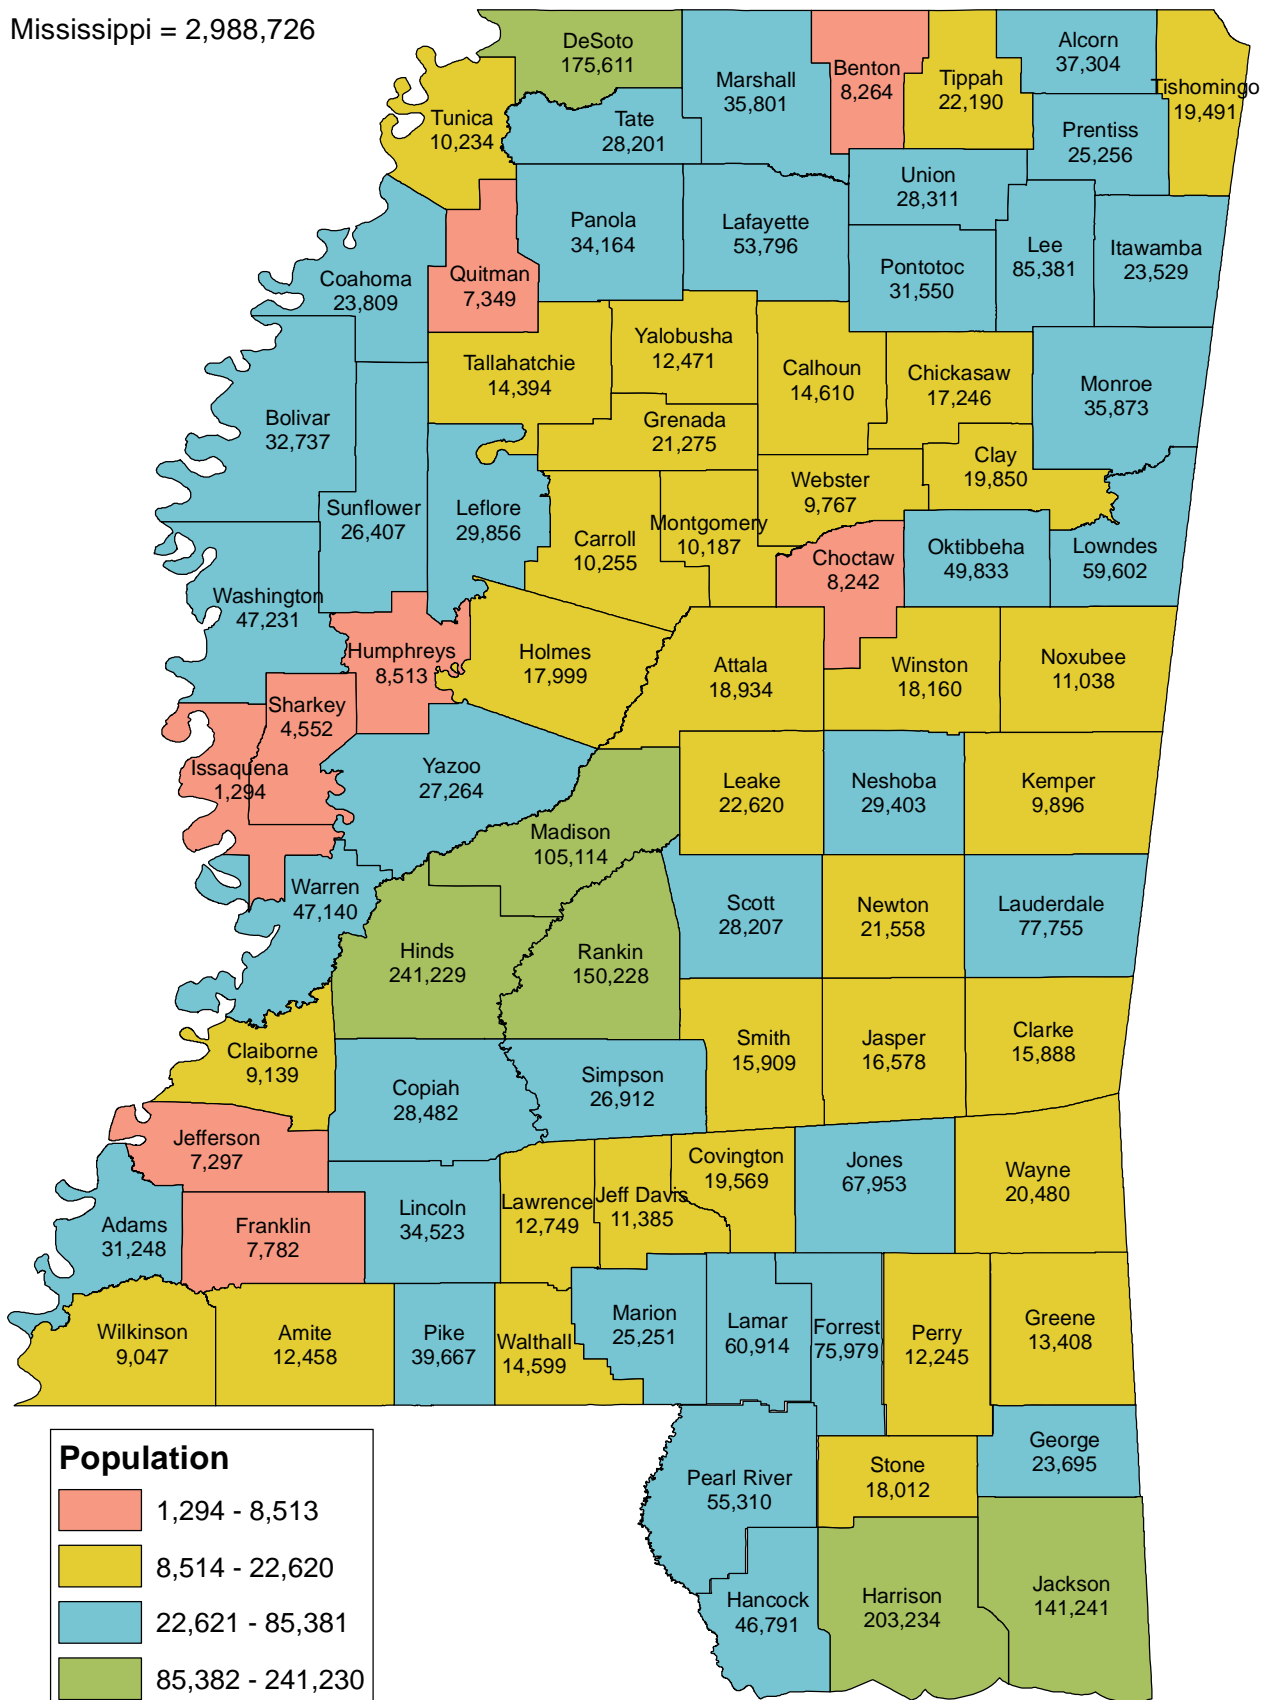 Mississippi = 2,988,726
DeSoto
175,611
Marshall
35,801
Benton
8,264
Tippah
22,190
Alcorn
37,304
Tishomingo
19,491
Tunica
10,234
Tate
28,201
Prentiss
25,256
Union
28,311
Panola
34,164
Lafayette
53,796
Pontotoc
31,550
Lee
85,381
Itawamba
23,529
Coahoma
23,809
Quitman
7,349
Tallahatchie
14,394
Yalobusha
12,471
Calhoun
14,610
Chickasaw
17,246
Monroe
35,873
Bolivar
32,737
Grenada
21,275
Clay
19,850
Sunflower
26,407
Leflore
29,856
Carroll
10,255
Montgomery
10,187
Webster
9,767
Choctaw
8,242
Oktibbeha
49,833
Lowndes
59,602
Washington
47,231
Humphreys
8,513
Holmes
17,999
Attala
18,934
Winston
18,160
Noxubee
11,038
Sharkey
4,552
Issaquena
1,294
Yazoo
27,264
Leake
22,620
Neshoba
29,403
Kemper
9,896
Madison
105,114
Warren
47,140
Hinds
241,229
Rankin
150,228
Scott
28,207
Newton
21,558
Lauderdale
77,755
Claiborne
9,139
Copiah
28,482
Simpson
26,912
Smith
15,909
Jasper
16,578
Clarke
15,888
Jefferson
7,297
Adams
31,248
Franklin
7,782
Lincoln
34,523
Lawrence
12,749
Jeff Davis
11,385
Covington
19,569
Jones
67,953
Wayne
20,480
Wilkinson
9,047
Amite
12,458
Pike
39,667
Walthall
14,599
Marion
25,251
Lamar
60,914
Forrest
75,979
Perry
12,245
Greene
13,408
Pearl River
55,310
Stone
18,012
George
23,695
Hancock
46,791
Harrison
203,234
Jackson
141,241
Population
1,294 - 8,513
8,514 - 22,620
22,621 - 85,381
85,382 - 241,230